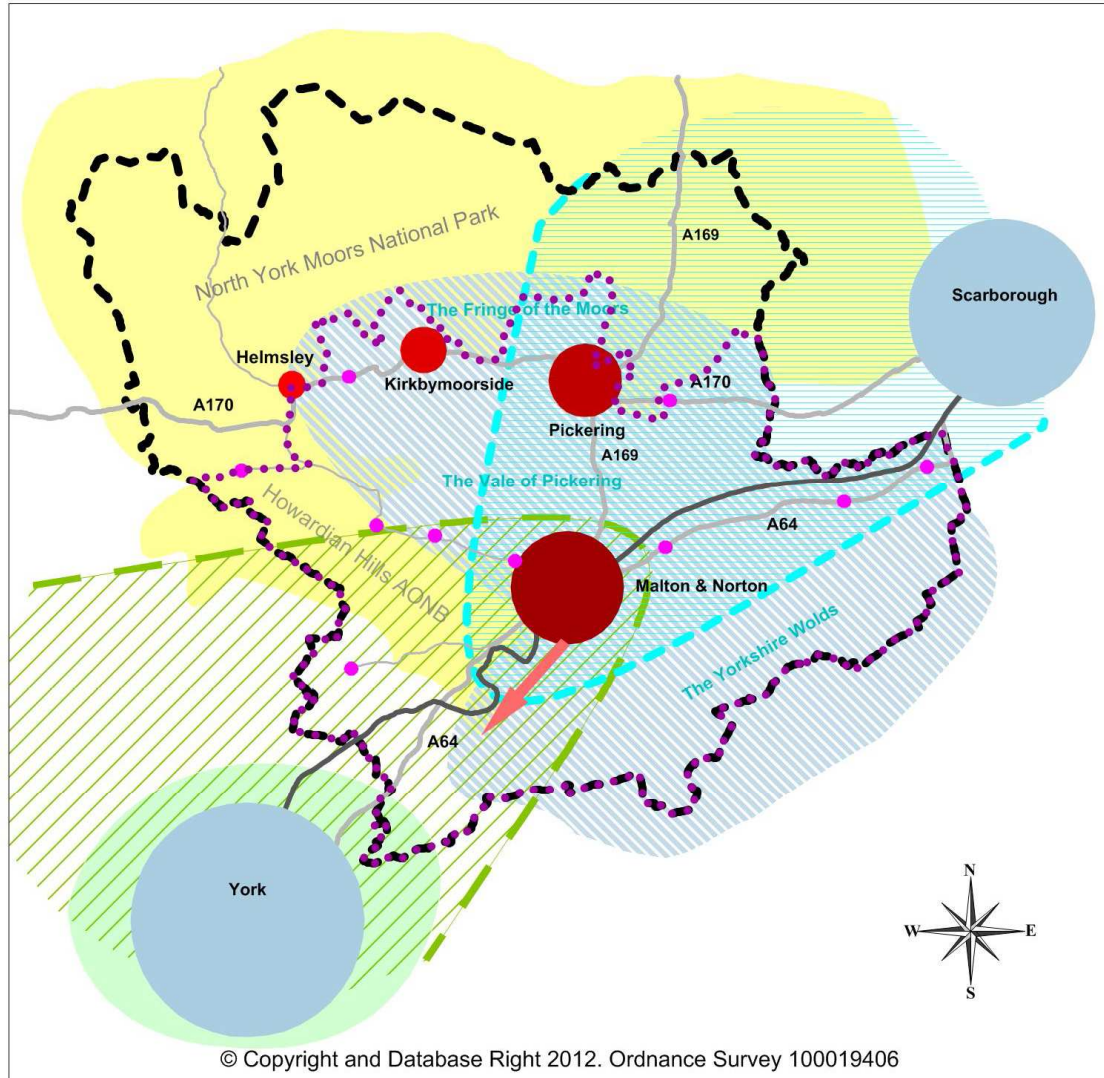 North York Moors National Park
A169
Scarborough
The Fringe of the Moors
Helmsley
Kirkbymoorside
A170
A170
Pickering
A169
The Vale of Pickering
Howardian Hills AONB
A64
Malton & Norton
The Yorkshire Wolds
A64
York
N
W
E
S
© Copyright and Database Right 2012. Ordnance Survey 100019406